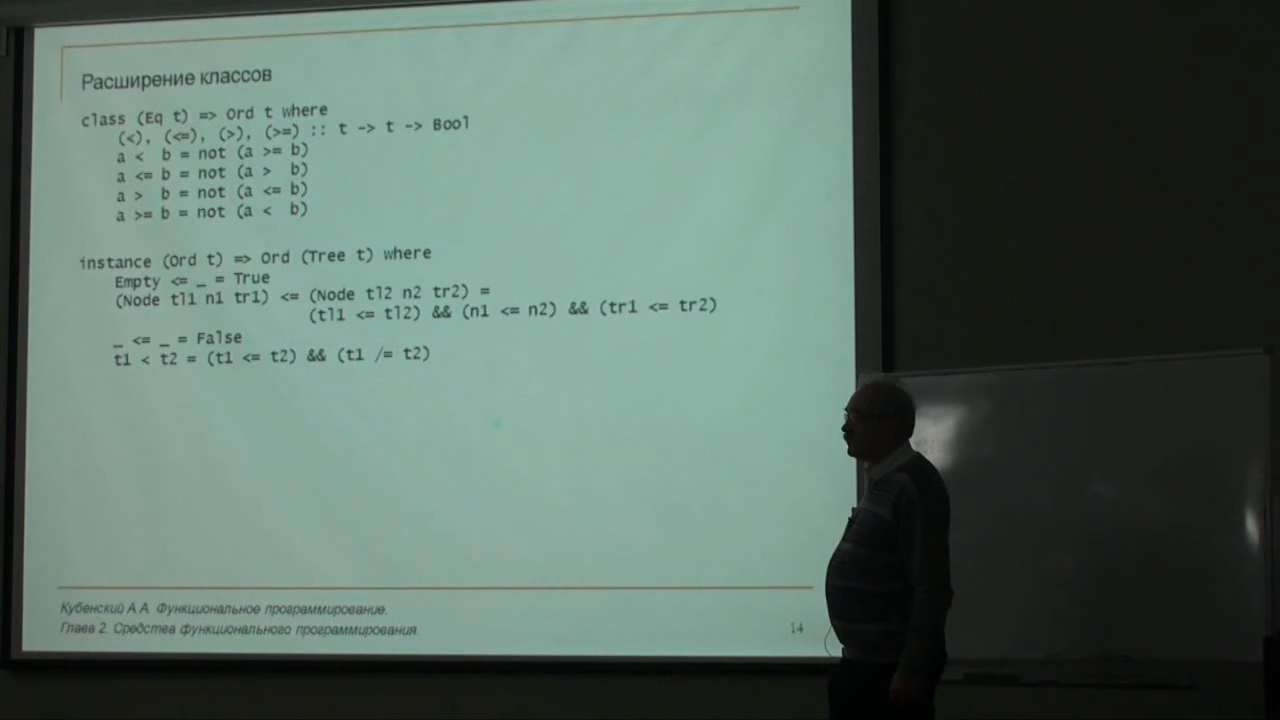 Расширение классов
class (Eq t) => Ord t where
(<), (<=), (>), (>=) :: t -> t -> Bool
a <  b = not (a >= b)
a <= b = not (a >  b)
a >  b = not (a <= b)
a >= b = not (a <  b)
instance (Ord t) => Ord (Tree t) where
Empty <= _ = True
(Node tl1 n1 tr1) <= (Node tl2 n2 tr2) =
(tl1 <= tl2) && (n1 <= n2) && (tr1 <= tr2)
_ <= _ = False
t1 < t2 = (t1 <= t2) && (t1 /= t2)
Кубенский А.А. Функциональное программирование.
Глава 2. Средства функционального программирования.
14